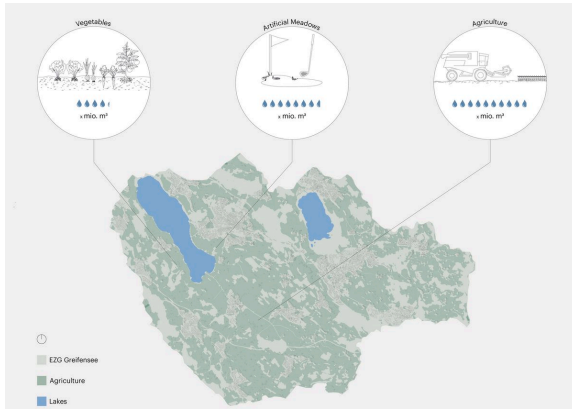 Vegetables
x mio. m³
Artificial Meadows
x mio. m³
Agriculture
x mio. m³
EZG Greifensee
Agriculture
Lakes